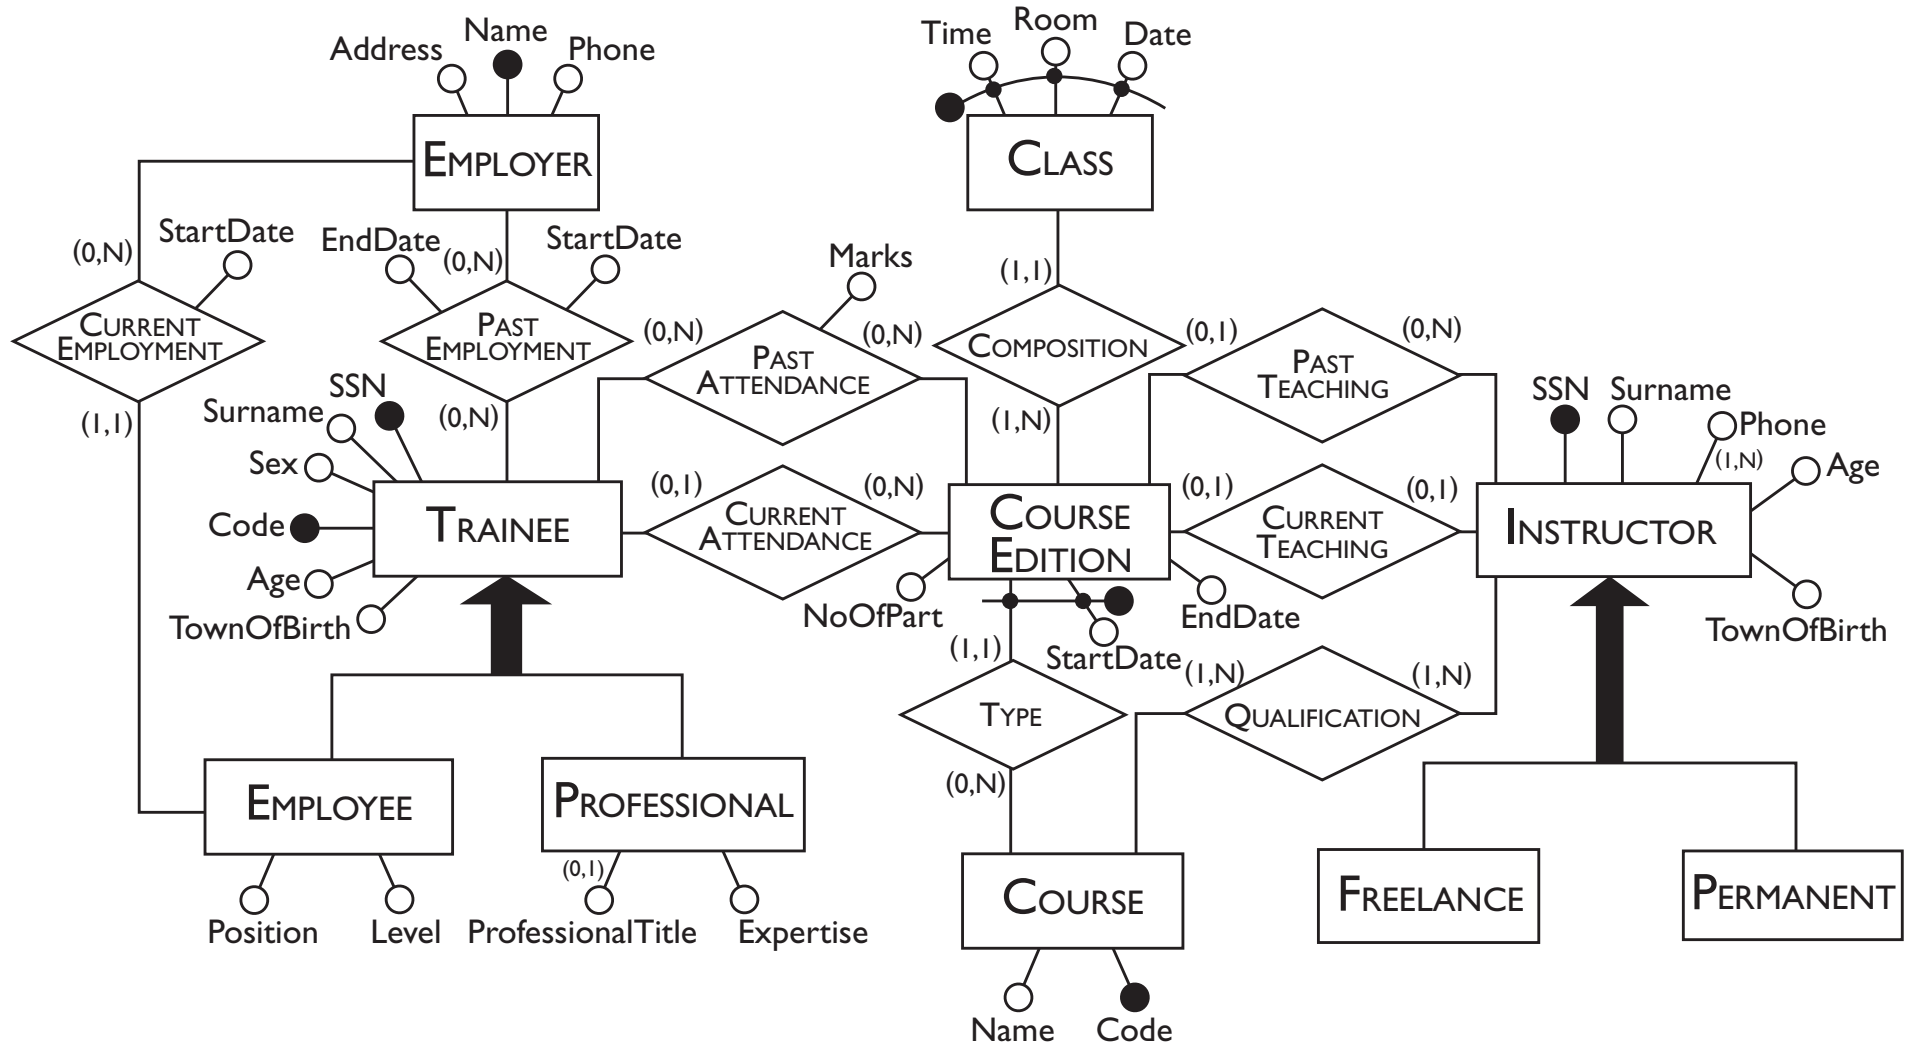 Name
Address
Phone
EMPLOYER
Time
Room
Date
CLASS
(0,N)
StartDate
EndDate
(0,N)
StartDate
CURRENT
EMPLOYMENT
PAST
EMPLOYMENT
(1,1)
(0,N)
Marks
(0,N)
(0,N)
PAST
ATTENDANCE
(1,1)
COMPOSITION
(1,N)
(0,1)
(0,N)
PAST
TEACHING
SSN
Surname
Sex
Code
Age
TownOfBirth
TRAINEE
(0,1)
(0,N)
CURRENT
ATTENDANCE
COURSE
EDITION
NoOfPart
StartDate
EndDate
(0,1)
(0,1)
CURRENT
TEACHING
SSN
Surname
Phone
(1,N)
Age
INSTRUCTOR
TownOfBirth
(1,1)
TYPE
(0,N)
(1,N)
(1,N)
QUALIFICATION
EMPLOYEE
Position
Level
PROFESSIONAL
(0,1)
ProfessionalTitle
Expertise
COURSE
Name
Code
FREELANCE
PERMANENT